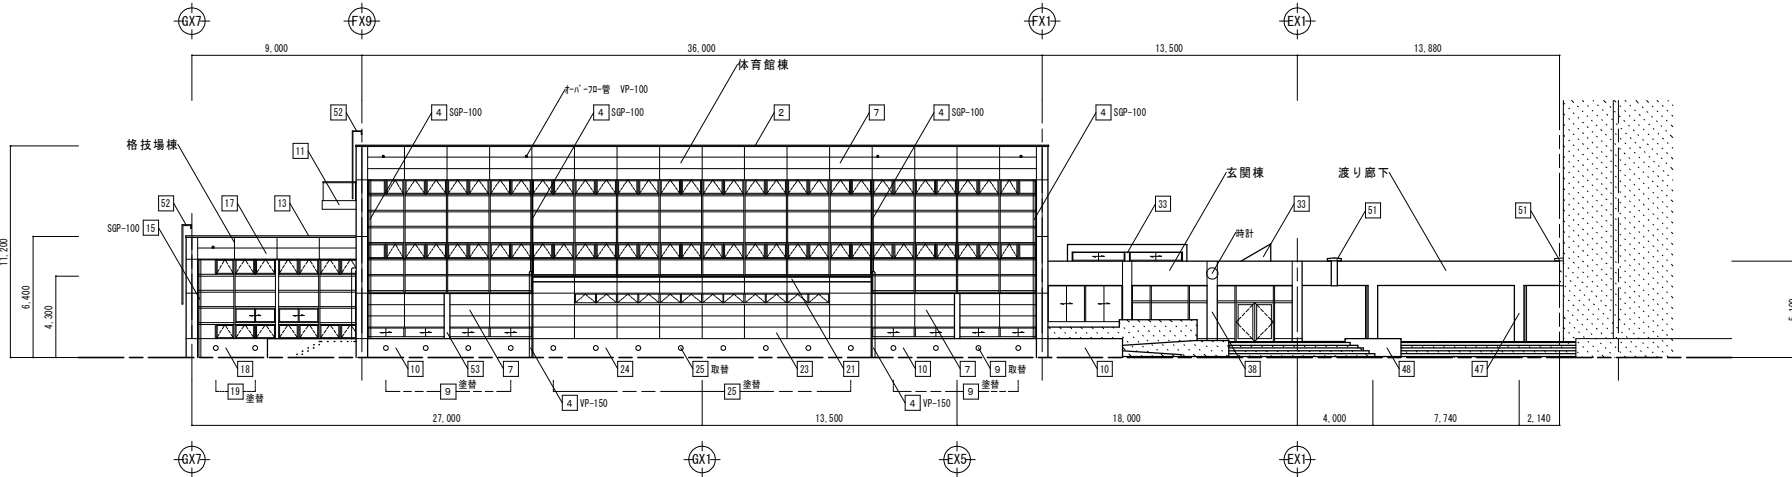 GX7
FX9
FX1
EX1
9,000
36,000
13,500
13,880
体育館棟
オーバーフロー管 VP-100
52
4 SGP-100
4 SGP-100
2
7
4 SGP-100
4 SGP-100
格技場棟
11
玄関棟
渡り廊下
52
17
13
33
33
51
51
SGP-100 15
時計
11,200
6,400
4,300
18
10
53
7
24
25 取替
23
21
10
7
9 取替
10
38
48
47
19 塗替
9 塗替
25 塗替
9 塗替
4 VP-150
4 VP-150
27,000
13,500
18,000
4,000
7,740
2,140
GX7
GX1
EX5
EX1